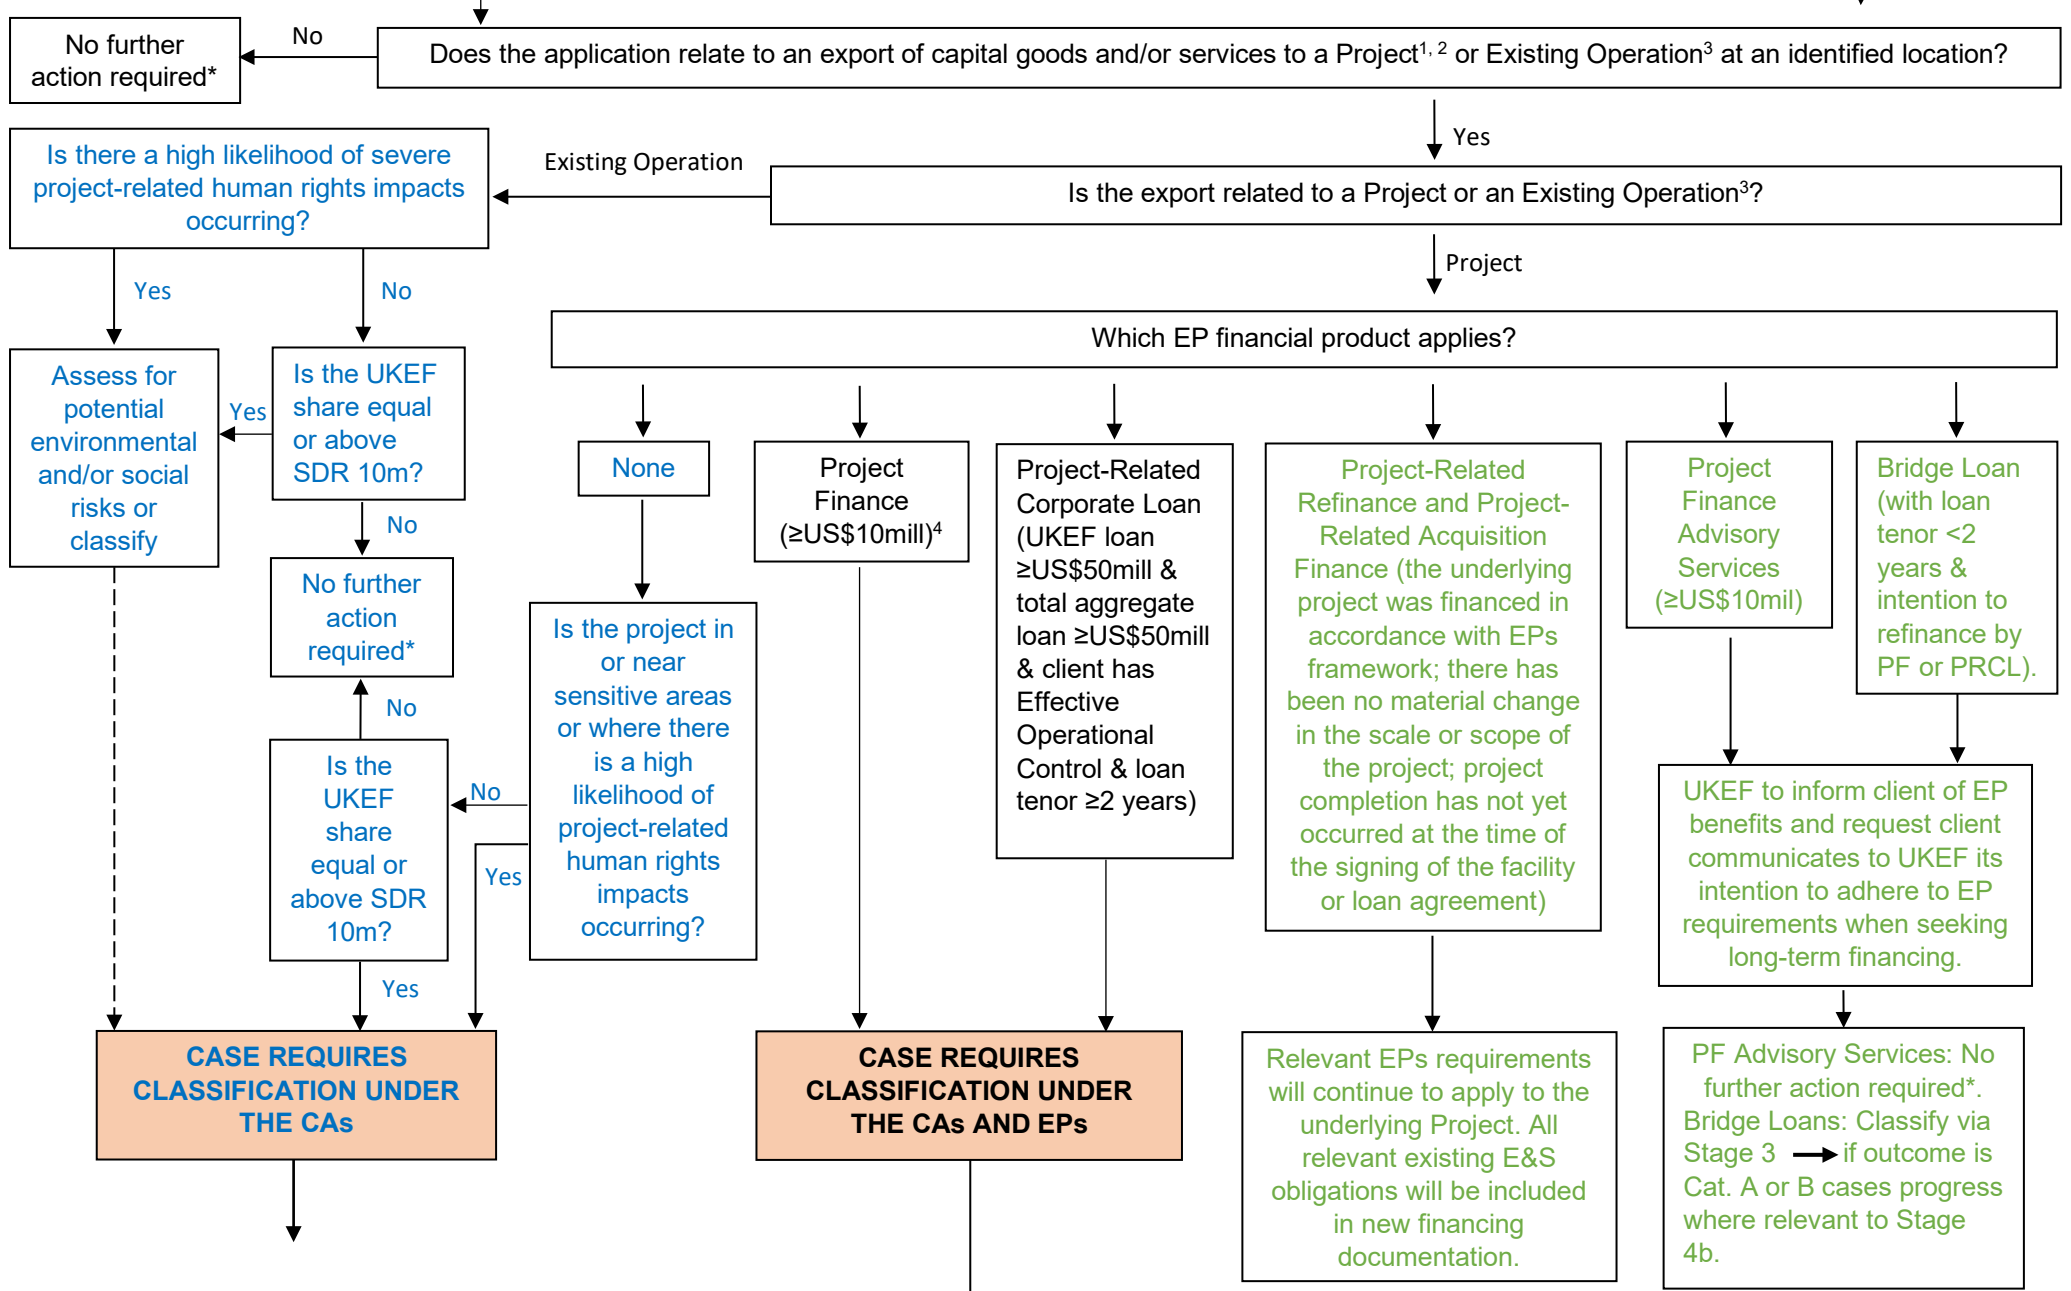 No further
action required*
No
Does the application relate to an export of capital goods and/or services to a Project1, 2 or Existing Operation3 at an identified location?
Yes
Is there a high likelihood of severe
project-related human rights impacts
occurring?
Existing Operation
Is the export related to a Project or an Existing Operation3?
Project
Yes
No
Which EP financial product applies?
Assess for
potential
environmental
and/or social
risks or
classify
Yes
Is the UKEF
share equal
or above
SDR 10m?
No
No further
action
required*
No
Is the
UKEF
share
equal or
above SDR
10m?
Yes
None
Is the project in
or near
sensitive areas
or where there
is a high
likelihood of
project-related
human rights
impacts
occurring?
No
Yes
Project
Finance
(≥US$10mill)4
Project-Related
Corporate Loan
(UKEF loan
≥US$50mill &
total aggregate
loan ≥US$50mill
& client has
Effective
Operational
Control & loan
tenor ≥2 years)
Project-Related
Refinance and Project-
Related Acquisition
Finance (the underlying
project was financed in
accordance with EPs
framework; there has
been no material change
in the scale or scope of
the project; project
completion has not yet
occurred at the time of
the signing of the facility
or loan agreement)
Project
Finance
Advisory
Services
(≥US$10mil)
Bridge Loan
(with loan
tenor <2
years &
intention to
refinance by
PF or PRCL).
UKEF to inform client of EP
benefits and request client
communicates to UKEF its
intention to adhere to EP
requirements when seeking
long-term financing.
CASE REQUIRES
CLASSIFICATION UNDER
THE CAs
CASE REQUIRES
CLASSIFICATION UNDER
THE CAs AND EPs
Relevant EPs requirements
will continue to apply to the
underlying Project. All
relevant existing E&S
obligations will be included
in new financing
documentation.
PF Advisory Services: No
further action required*.
Bridge Loans: Classify via
Stage 3 → if outcome is
Cat. A or B cases progress
where relevant to Stage
4b.